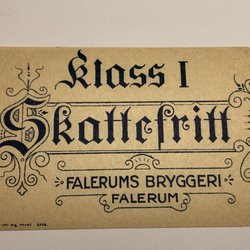 Klass I
Skattefritt
FALERUMS BRYGGERI
FALERUM